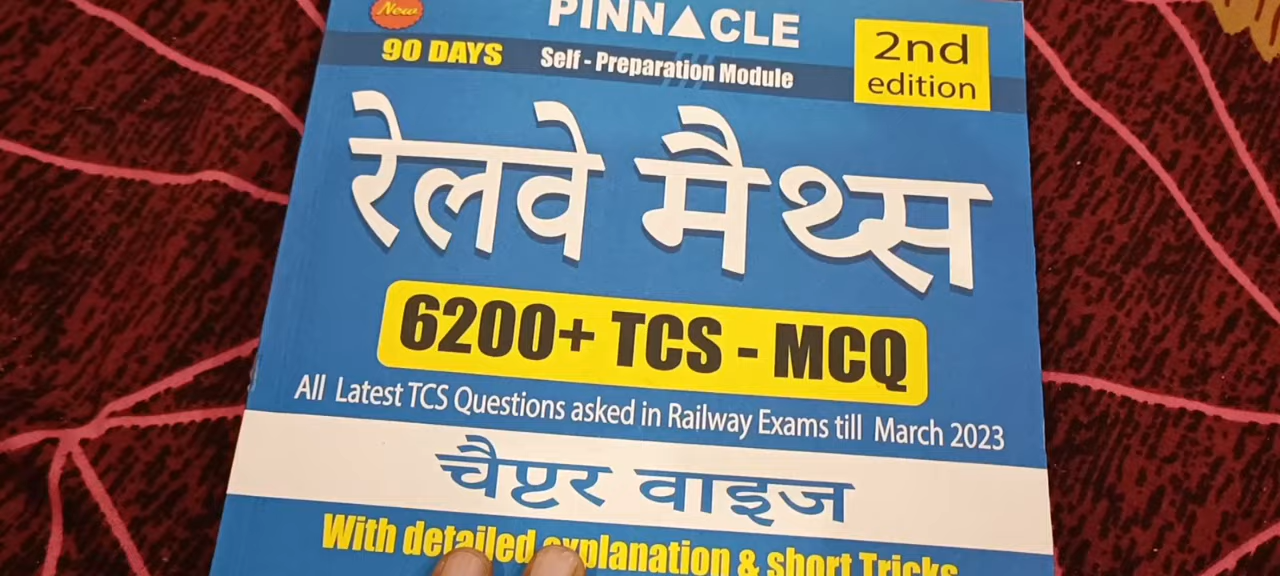 New
PINNACLE
90 DAYS Self - Preparation Module
2nd
edition
रेलवे मैथ्स
6200+ TCS - MCQ
All Latest TCS Questions asked in Railway Exams till March 2023
चैप्टर वाइज
With detailed explanation & short Tricks